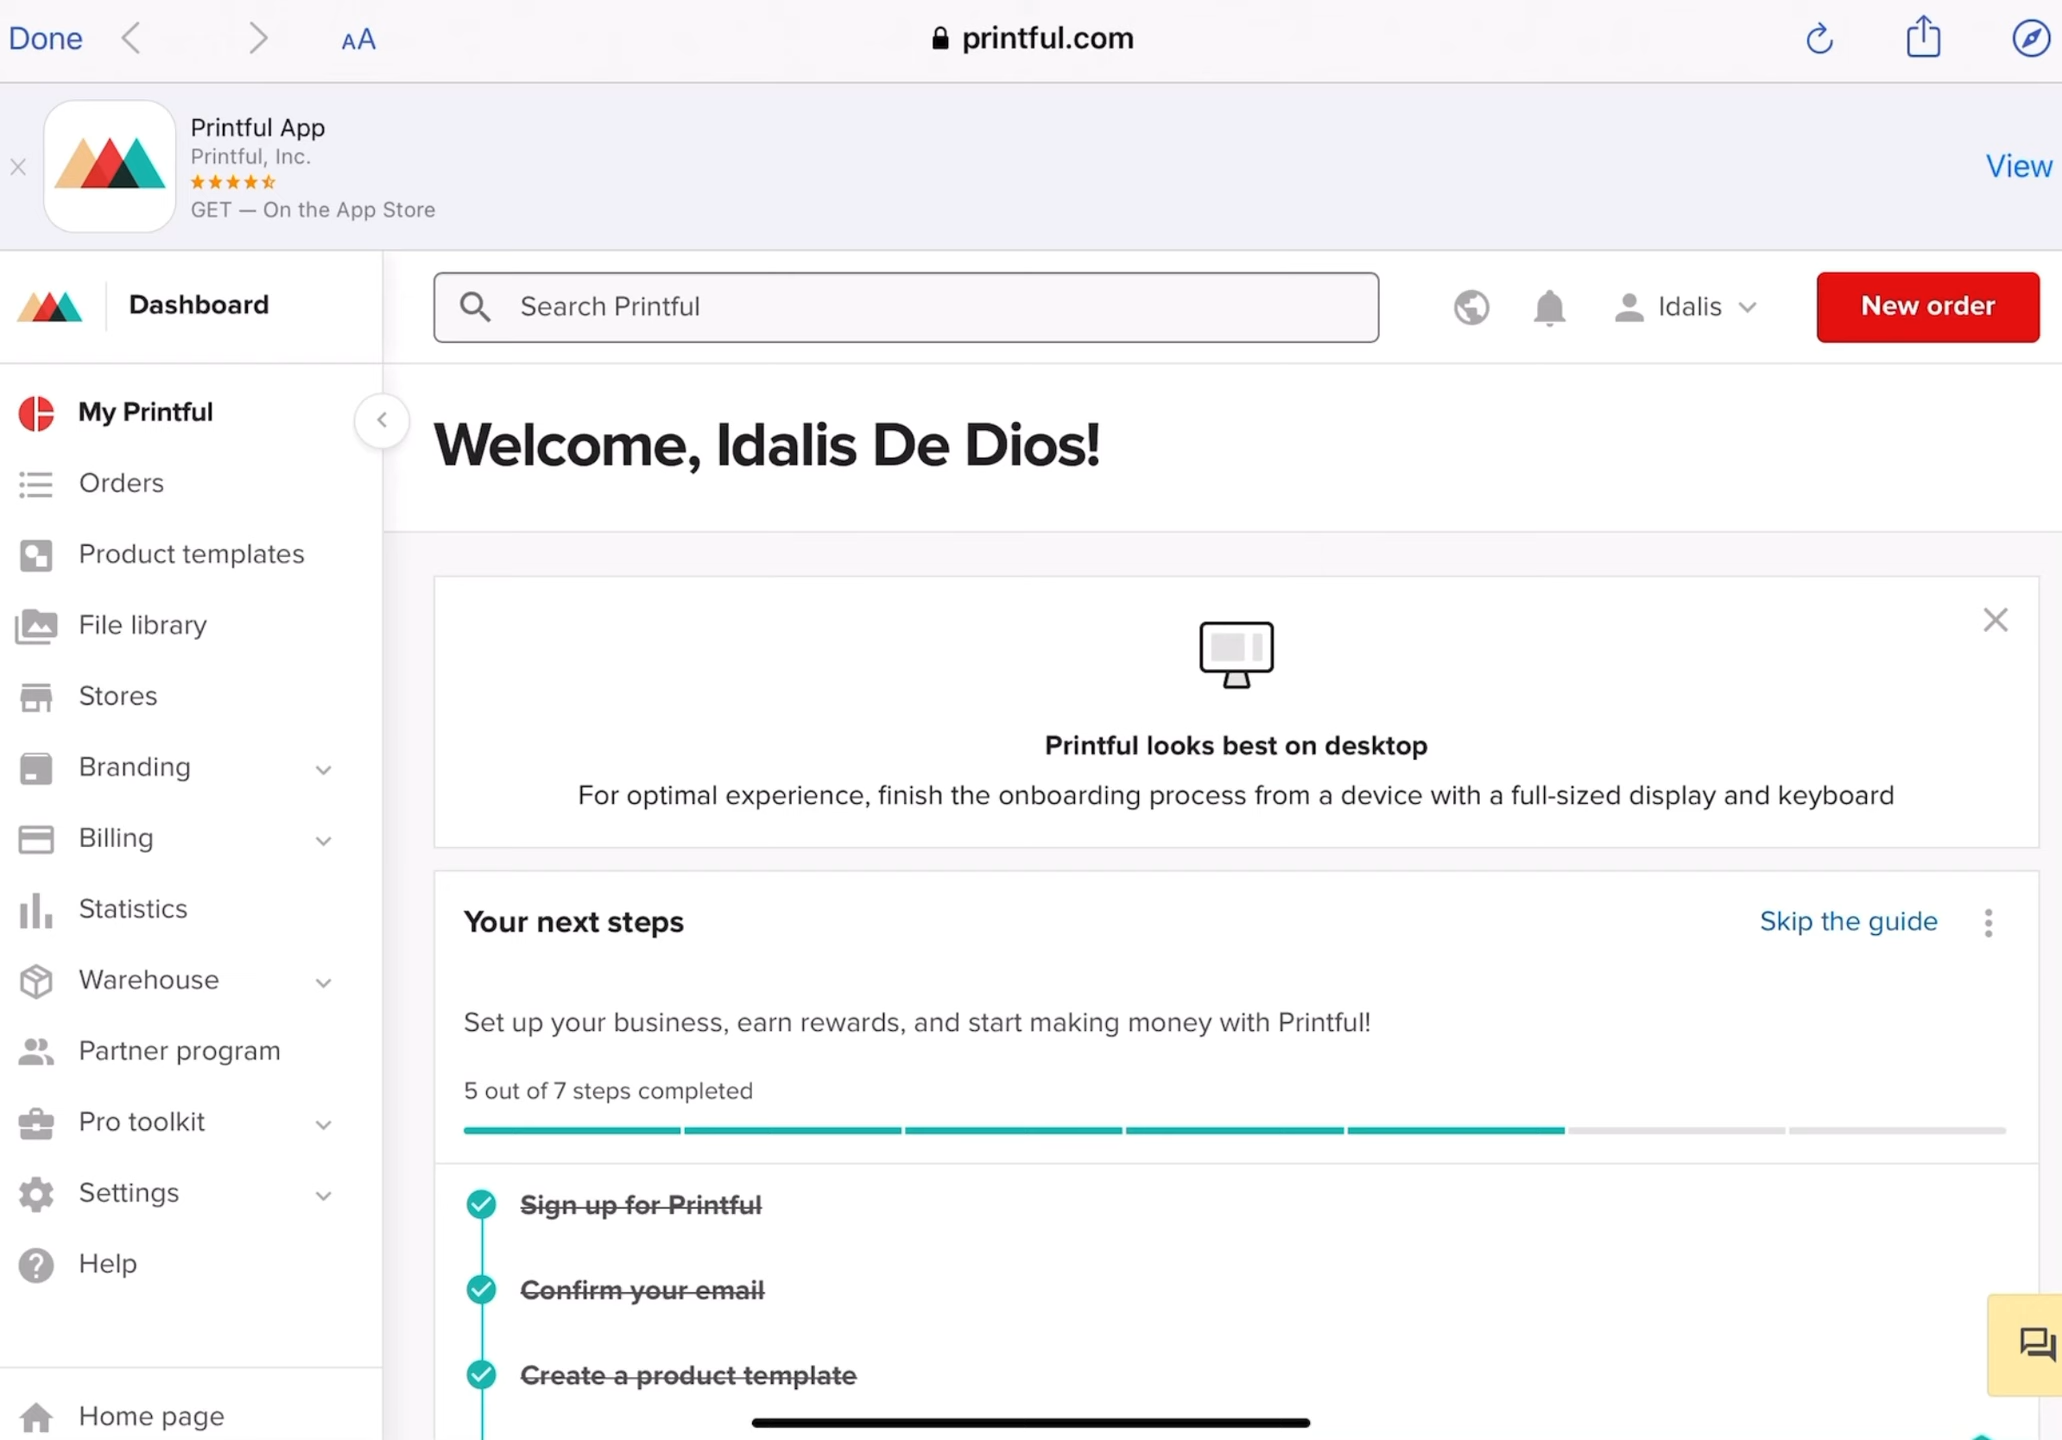 Done
AA
printful.com
Printful App
Printful, Inc.
GET — On the App Store
View
Dashboard
Search Printful
Idalis
New order
My Printful
Orders
Product templates
File library
Stores
Branding
Billing
Statistics
Warehouse
Partner program
Pro toolkit
Settings
Help
Home page
Welcome, Idalis De Dios!
Printful looks best on desktop
For optimal experience, finish the onboarding process from a device with a full-sized display and keyboard
Your next steps
Skip the guide
Set up your business, earn rewards, and start making money with Printful!
5 out of 7 steps completed
Sign up for Printful
Confirm your email
Create a product template